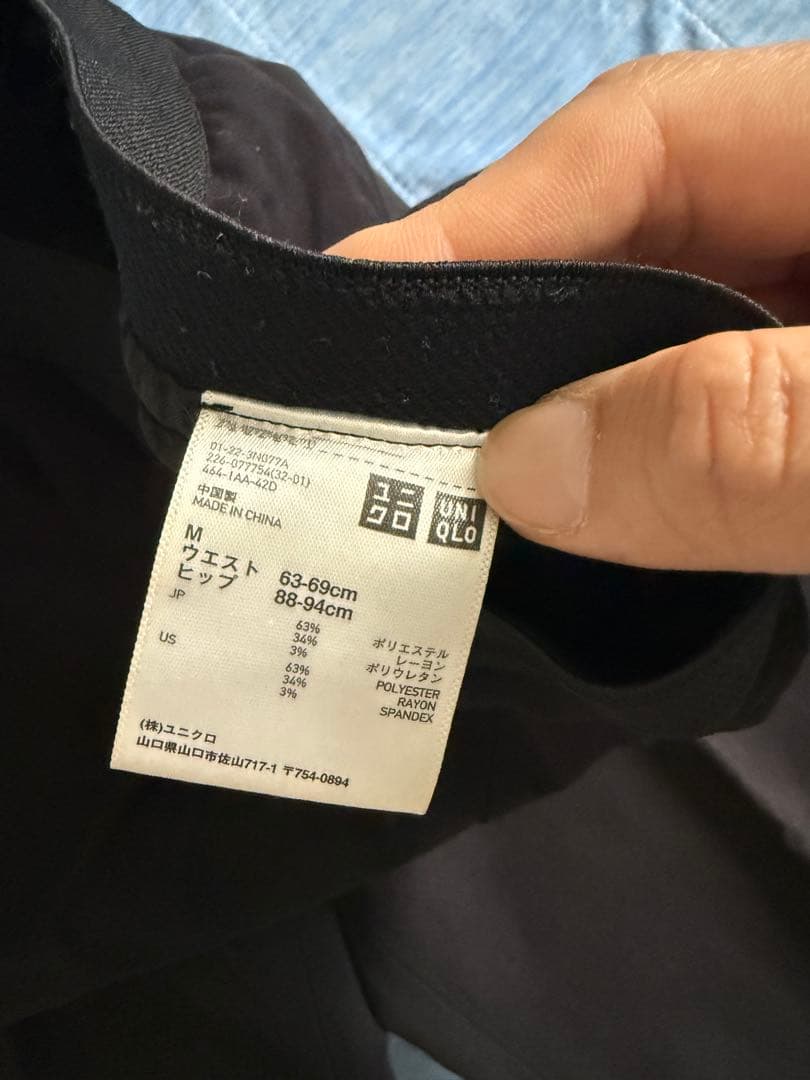 01-22-3N077A
224-077754(32-01)
464-1AA-42D
中国製
MADE IN CHINA
ユニ
クロ
UNI
QLO
M
ウエスト 63-69cm
ヒップ 88-94cm
JP
63% ポリエステル
34% レーヨン
3% ポリウレタン
US
63% POLYESTER
34% RAYON
3% SPANDEX
(株)ユニクロ
山口県山口市佐山717-1 〒754-0894